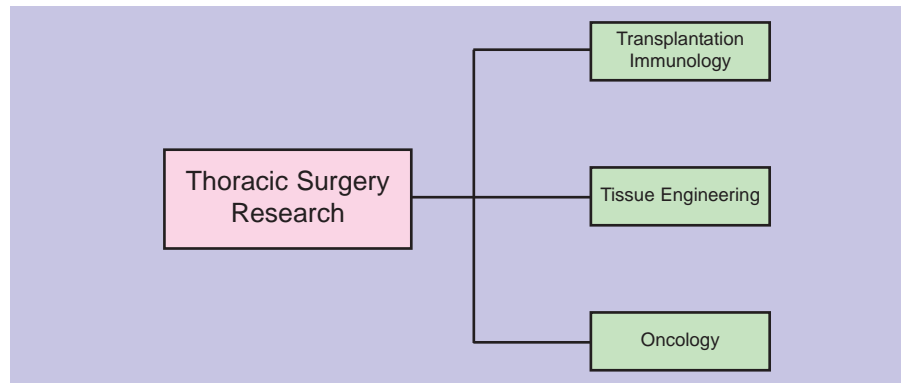 Transplantation
Immunology
Thoracic Surgery
Research
Tissue Engineering
Oncology